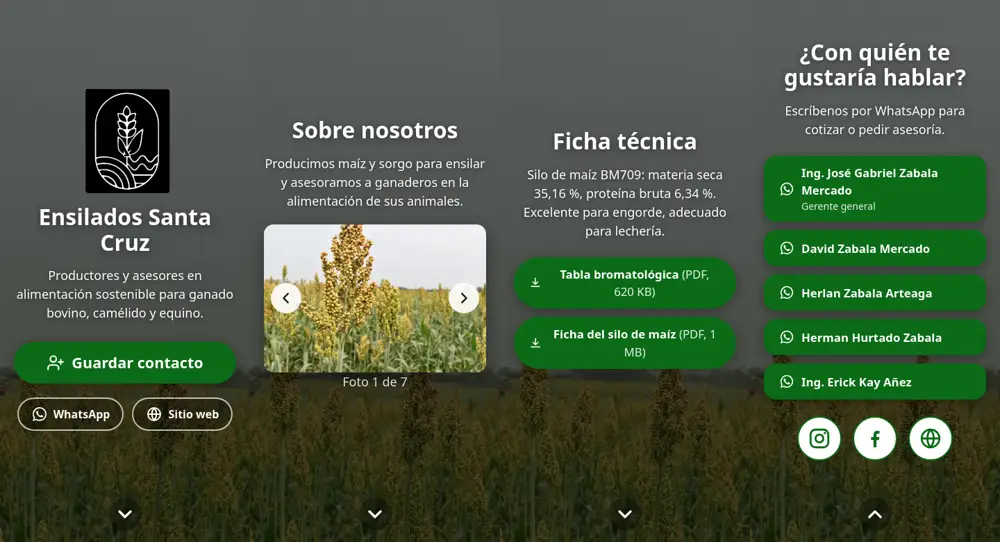 Ensilados Santa
Cruz
Productores y asesores en
alimentación sostenible para ganado
bovino, camélido y equino.
Guardar contacto
WhatsApp
Sitio web
Sobre nosotros
Producimos maíz y sorgo para ensilar
y asesoramos a ganaderos en la
alimentación de sus animales.
Foto 1 de 7
Ficha técnica
Silo de maíz BM709: materia seca
35,16 %, proteína bruta 6,34 %.
Excelente para engorde, adecuado
para lechería.
Tabla bromatológica (PDF,
620 KB)
Ficha del silo de maíz (PDF, 1
MB)
¿Con quién te
gustaría hablar?
Escríbenos por WhatsApp para
cotizar o pedir asesoría.
Ing. José Gabriel Zabala
Mercado
Gerente general
David Zabala Mercado
Herlan Zabala Arteaga
Herman Hurtado Zabala
Ing. Erick Kay Añez